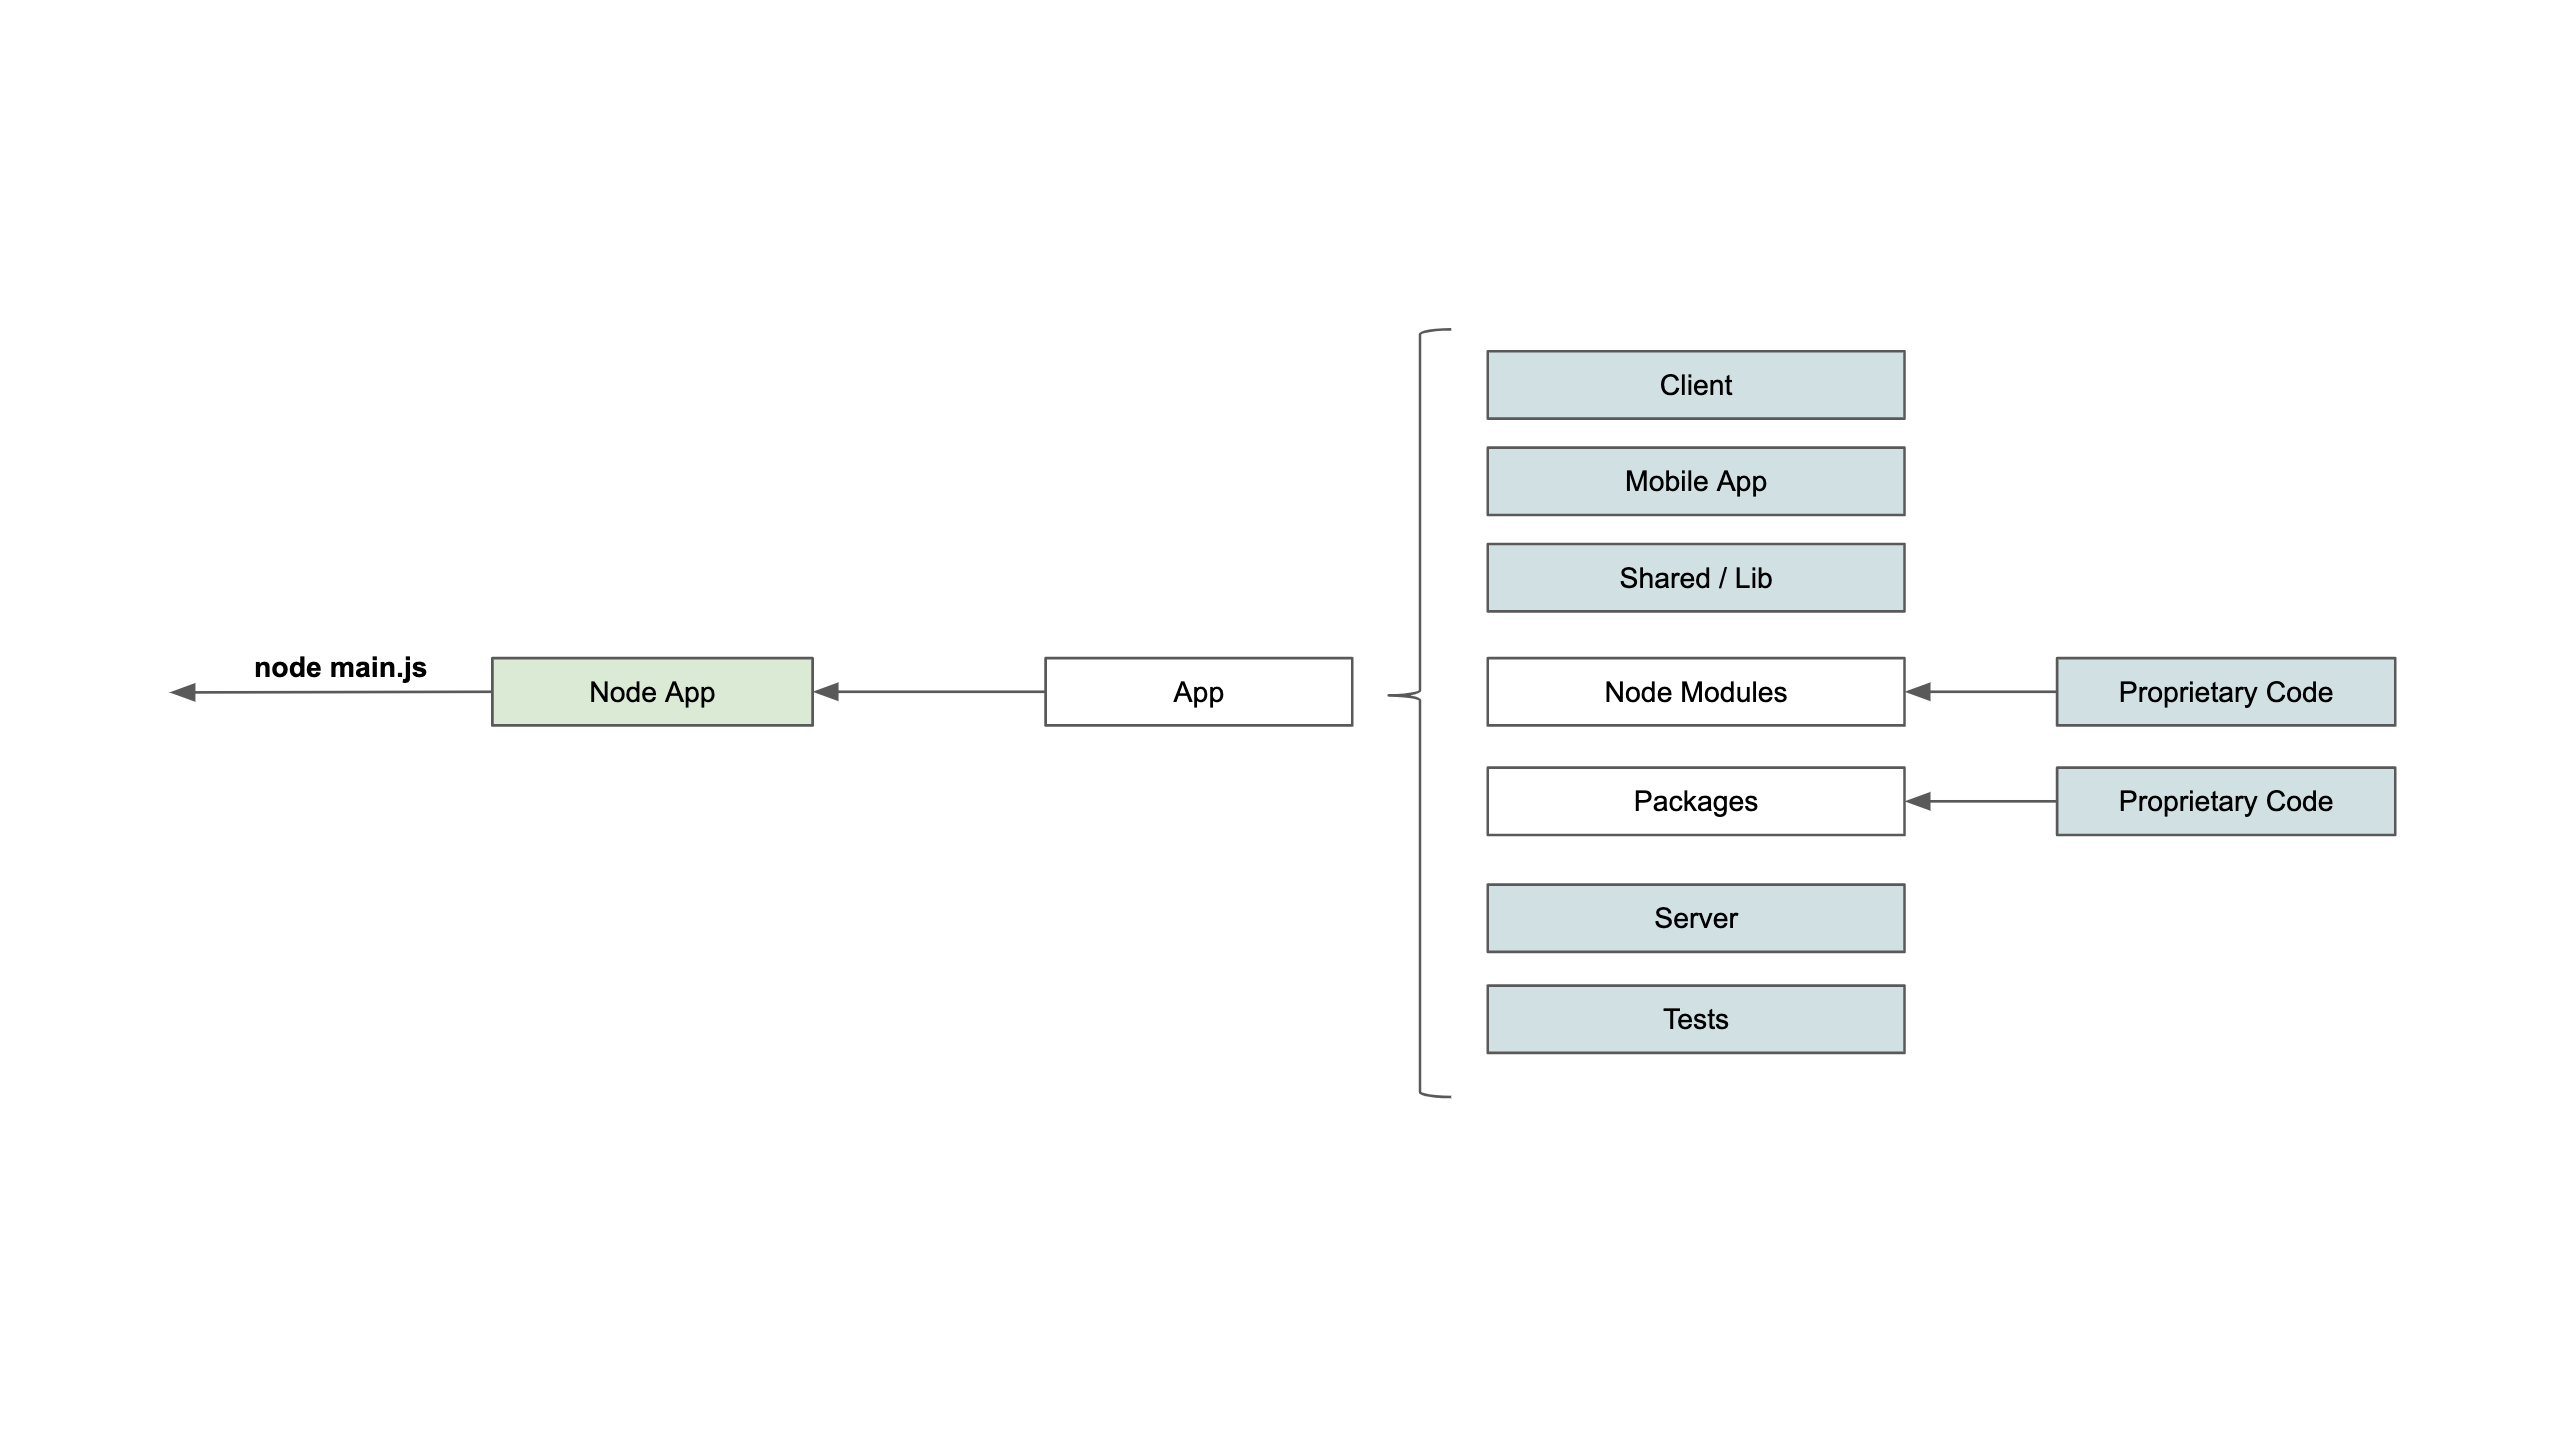 Client
Mobile App
Shared / Lib
node main.js
Node App
App
Node Modules
Proprietary Code
Packages
Proprietary Code
Server
Tests